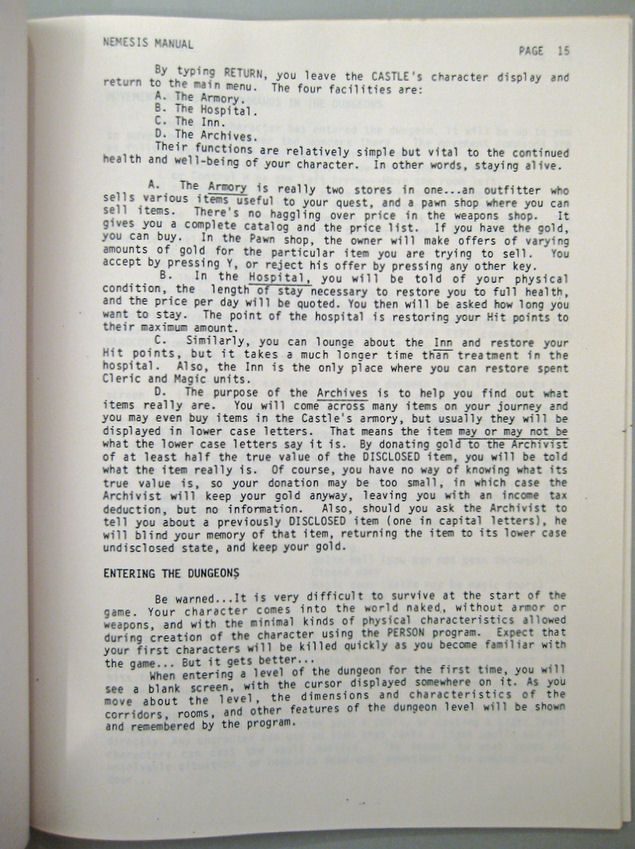 NEMESIS MANUAL
PAGE 15
By typing RETURN, you leave the CASTLE's character display and
return to the main menu. The four facilities are:
A. The Armory.
B. The Hospital.
C. The Inn.
D. The Archives.
Their functions are relatively simple but vital to the continued
health and well-being of your character. In other words, staying alive.
A. The Armory is really two stores in one...an outfitter who
sells various items useful to your quest, and a pawn shop where you can
sell items. There's no haggling over price in the weapons shop. It
gives you a complete catalog and the price list. If you have the gold,
you can buy. In the Pawn shop, the owner will make offers of varying
amounts of gold for the particular item you are trying to sell. You
accept by pressing Y, or reject his offer by pressing any other key.
B. In the Hospital, you will be told of your physical
condition, the length of stay necessary to restore you to full health,
and the price per day will be quoted. You then will be asked how long you
want to stay. The point of the hospital is restoring your Hit points to
their maximum amount.
C. Similarly, you can lounge about the Inn and restore your
Hit points, but it takes a much longer time than treatment in the
hospital. Also, the Inn is the only place where you can restore spent
Cleric and Magic units.
D. The purpose of the Archives is to help you find out what
items really are. You will come across many items on your journey and
you may even buy items in the Castle's armory, but usually they will be
displayed in lower case letters. That means the item may or may not be
what the lower case letters say it is. By donating gold to the Archivist
of at least half the true value of the DISCLOSED item, you will be told
what the item really is. Of course, you have no way of knowing what its
true value is, so your donation may be too small, in which case the
Archivist will keep your gold anyway, leaving you with an income tax
deduction, but no information. Also, should you ask the Archivist to
tell you about a previously DISCLOSED item (one in capital letters), he
will blind your memory of that item, returning the item to its lower case
undisclosed state, and keep your gold.
ENTERING THE DUNGEONS
Be warned...It is very difficult to survive at the start of the
game. Your character comes into the world naked, without armor or
weapons, and with the minimal kinds of physical characteristics allowed
during creation of the character using the PERSON program. Expect that
your first characters will be killed quickly as you become familiar with
the game... But it gets better...
When entering a level of the dungeon for the first time, you will
see a blank screen, with the cursor displayed somewhere on it. As you
move about the level, the dimensions and characteristics of the
corridors, rooms, and other features of the dungeon level will be shown
and remembered by the program.